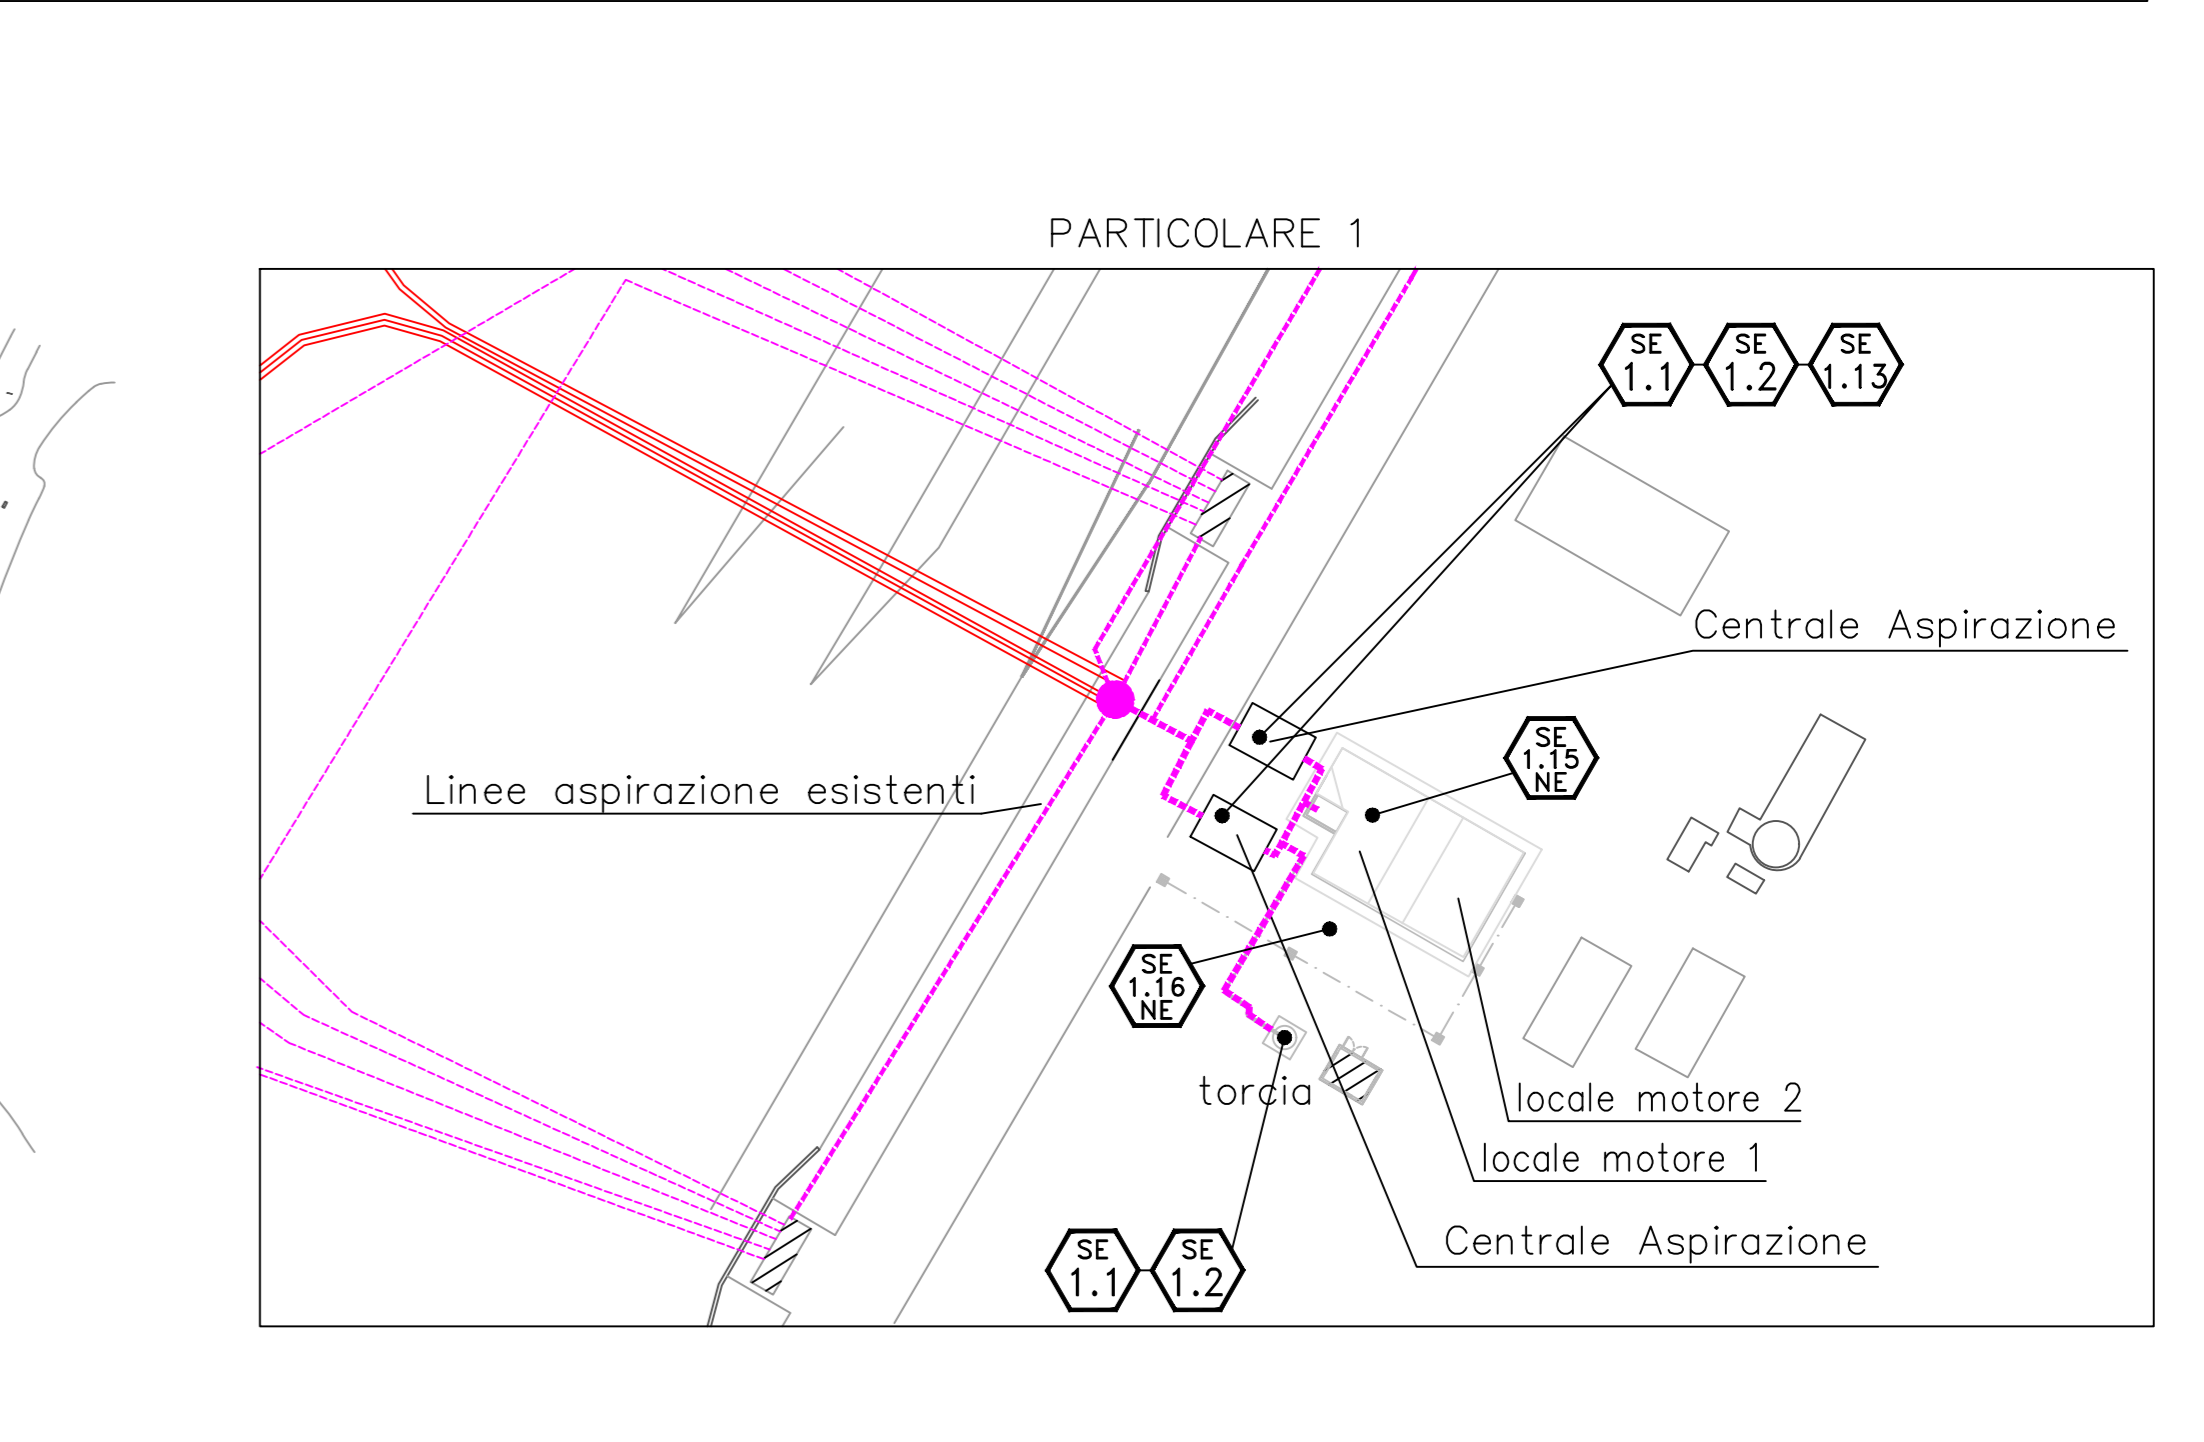 PARTICOLARE 1
SE
1.1
SE
1.2
SE
1.13
Centrale Aspirazione
SE
1.15
NE
Linee aspirazione esistenti
SE
1.16
NE
torcia
locale motore 2
locale motore 1
Centrale Aspirazione
SE
1.1
SE
1.2